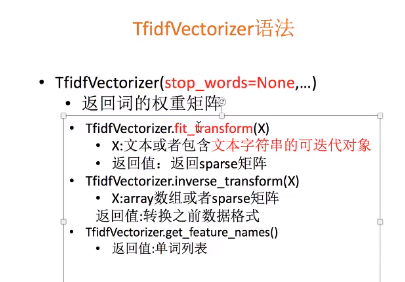 TfidfVectorizer语法
• TfidfVectorizer(stop_words=None,…)
• 返回词的权重矩阵
• TfidfVectorizer.fit_transform(X)
• X:文本或者包含文本字符串的可迭代对象
• 返回值：返回sparse矩阵
• TfidfVectorizer.inverse_transform(X)
• X:array数组或者sparse矩阵
返回值:转换之前数据格式
• TfidfVectorizer.get_feature_names()
• 返回值:单词列表